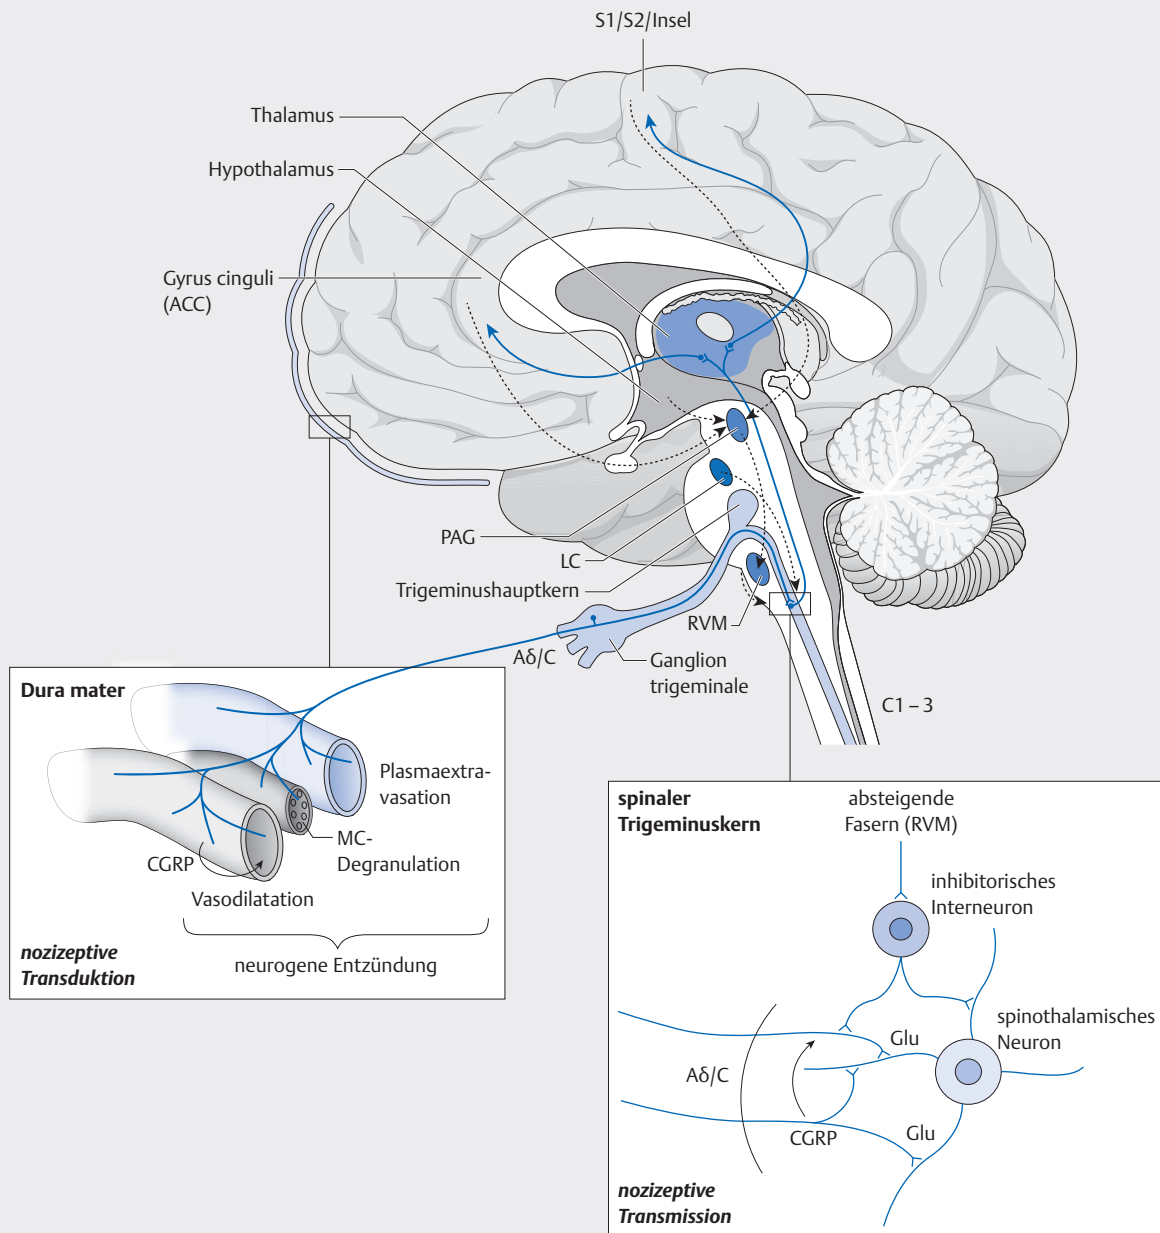 S1/S2/Insel
Thalamus
Hypothalamus
Gyrus cinguli
(ACC)
PAG
LC
Trigeminushauptkern
RVM
Aδ/C
Ganglion
trigeminale
C1 – 3
Dura mater
Plasmaextra-
vasation
MC-
Degranulation
CGRP
Vasodilatation
neurogene Entzündung
nozizeptive
Transduktion
spinaler
Trigeminuskern
absteigende
Fasern (RVM)
inhibitorisches
Interneuron
spinothalamisches
Neuron
Glu
Aδ/C
CGRP
Glu
nozizeptive
Transmission